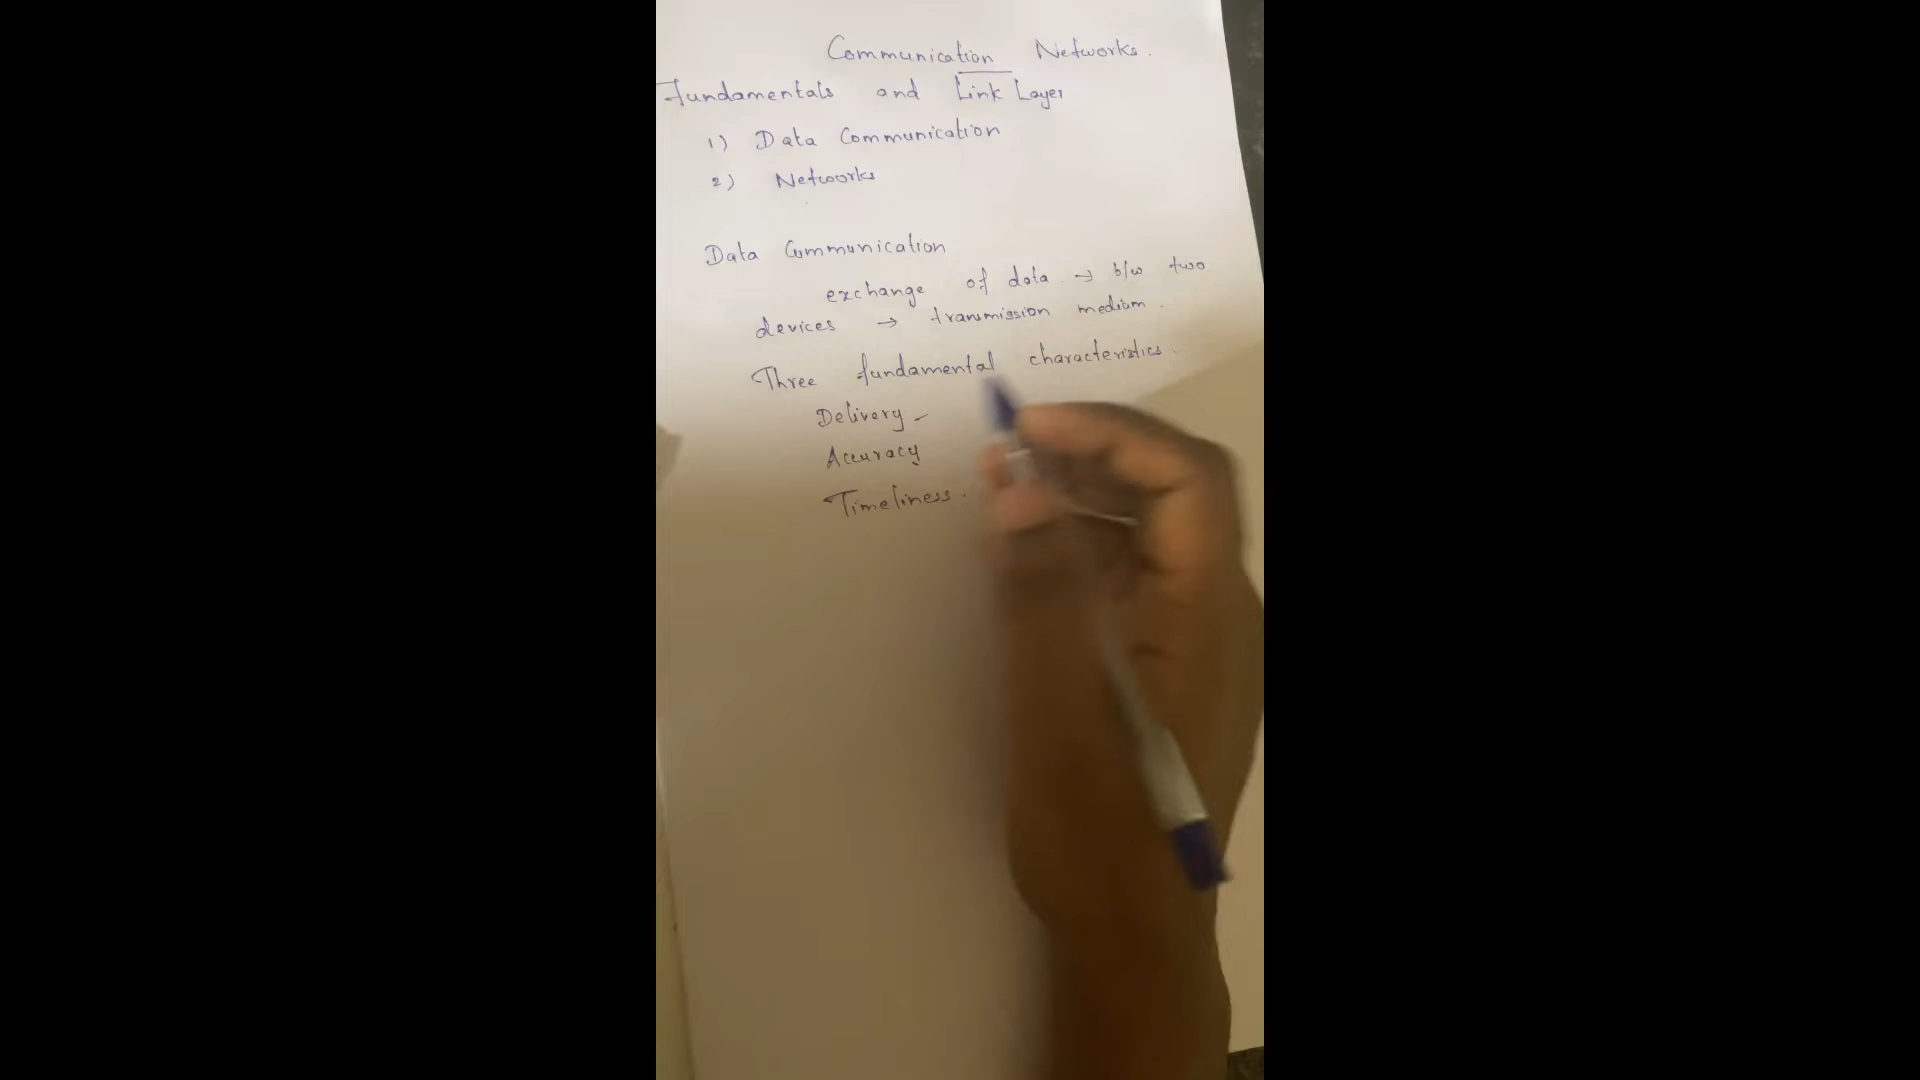 Communication Networks.
Fundamentals and Link Layer
1) Data Communication
2) Networks
Data Communication
exchange of data → b/w two
devices → transmission medium.
Three fundamental characteristics.
Delivery -
Accuracy
Timeliness.